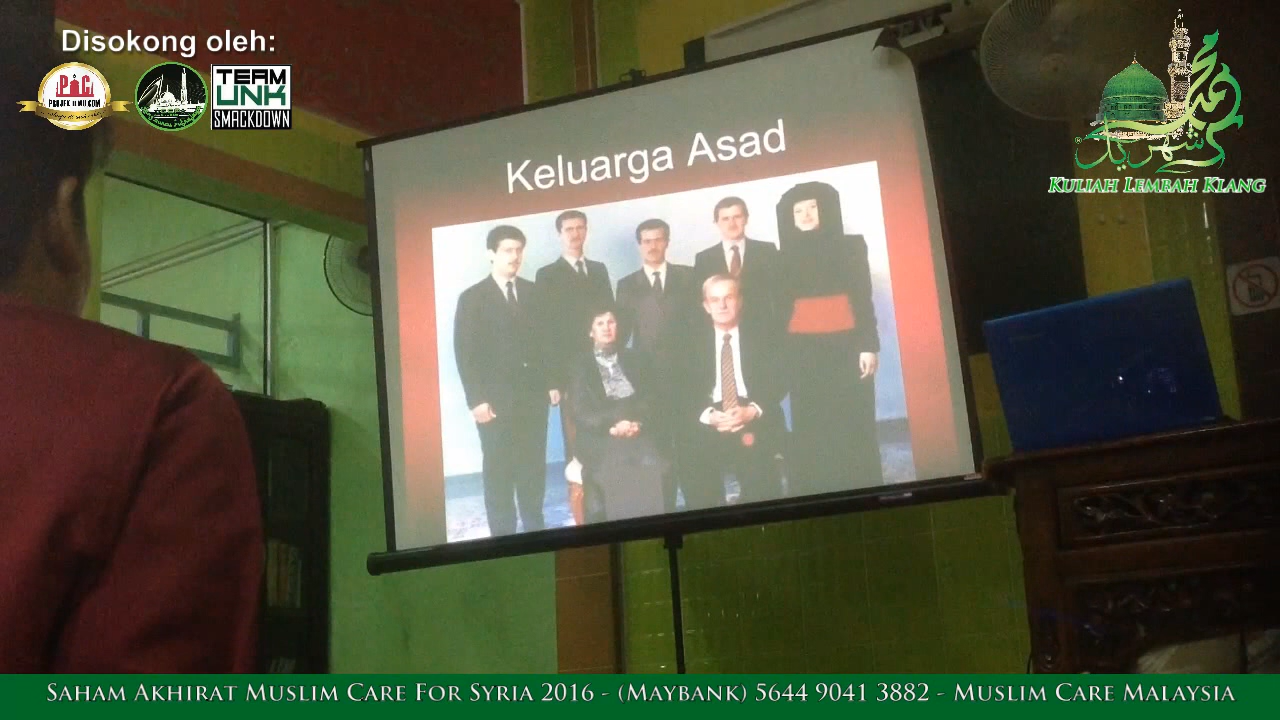 Disokong oleh:
TEAM
UNK
SMACKDOWN
KULIAH LEMBAH KLANG
Keluarga Asad
SAHAM AKHIRAT MUSLIM CARE FOR SYRIA 2016 - (MAYBANK) 5644 9041 3882 - MUSLIM CARE MALAYSIA